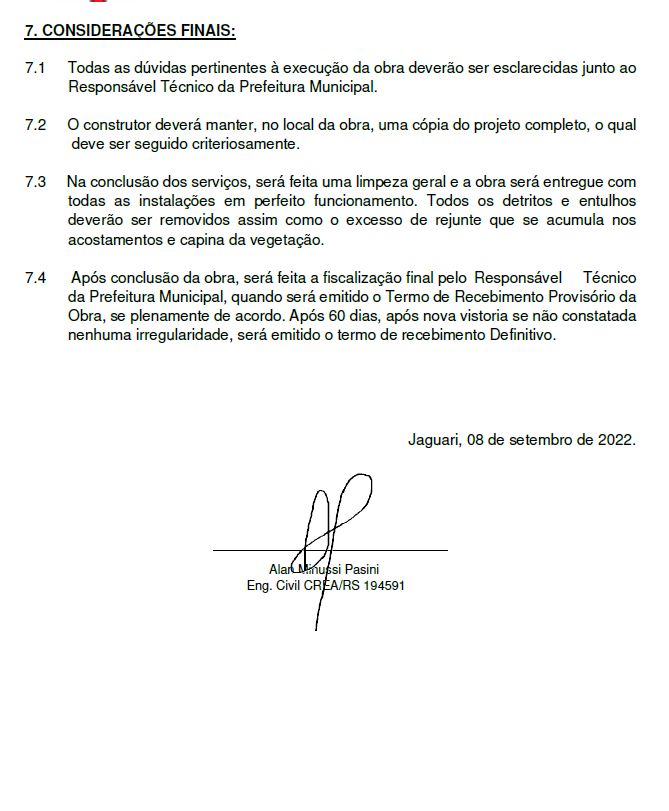 7. CONSIDERAÇÕES FINAIS:
7.1 Todas as dúvidas pertinentes à execução da obra deverão ser esclarecidas junto ao
Responsável Técnico da Prefeitura Municipal.
7.2 O construtor deverá manter, no local da obra, uma cópia do projeto completo, o qual
deve ser seguido criteriosamente.
7.3 Na conclusão dos serviços, será feita uma limpeza geral e a obra será entregue com
todas as instalações em perfeito funcionamento. Todos os detritos e entulhos
deverão ser removidos assim como o excesso de rejunte que se acumula nos
acostamentos e capina da vegetação.
7.4 Após conclusão da obra, será feita a fiscalização final pelo Responsável Técnico
da Prefeitura Municipal, quando será emitido o Termo de Recebimento Provisório da
Obra, se plenamente de acordo. Após 60 dias, após nova vistoria se não constatada
nenhuma irregularidade, será emitido o termo de recebimento Definitivo.
Jaguari, 08 de setembro de 2022.
Alan Minussi Pasini
Eng. Civil CREA/RS 194591